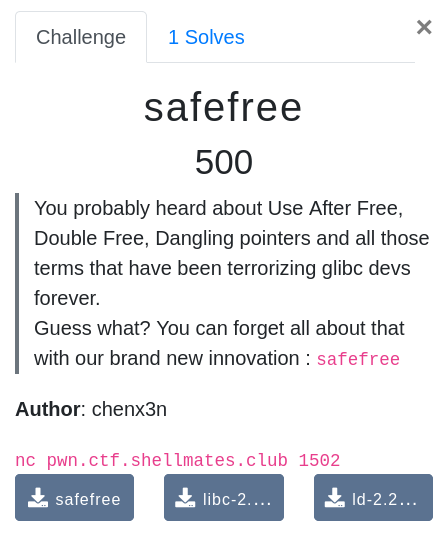 Challenge
1 Solves
×
safefree
500
You probably heard about Use After Free,
Double Free, Dangling pointers and all those
terms that have been terrorizing glibc devs
forever.
Guess what? You can forget all about that
with our brand new innovation : safefree
Author: chenx3n
nc pwn.ctf.shellmates.club 1502
safefree
libc-2....
ld-2.2...